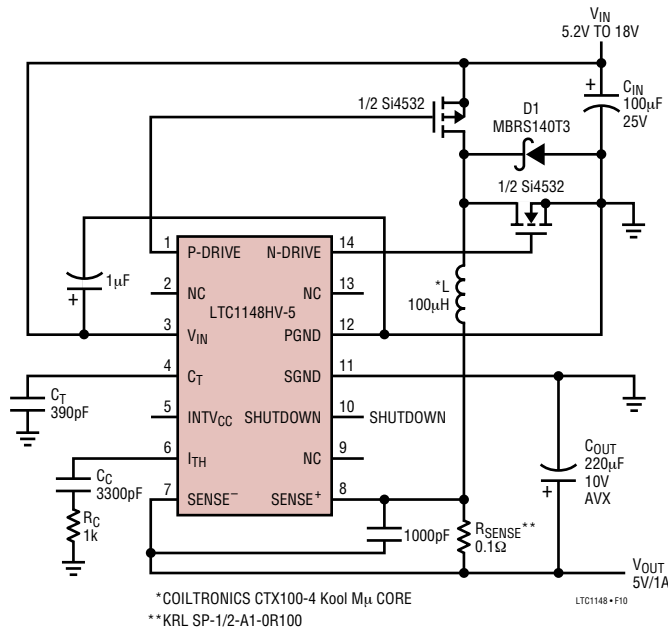 VIN
5.2V TO 18V
+
CIN
100µF
25V
1/2 Si4532
D1
MBRS140T3
1/2 Si4532
1
P-DRIVE
N-DRIVE
14
1µF
+
2
NC
NC
13
LTC1148HV-5
*L
100µH
3
VIN
PGND
12
4
CT
SGND
11
CT
390pF
5
INTVCC
SHUTDOWN
10
SHUTDOWN
6
ITH
NC
9
CC
3300pF
7
SENSE–
SENSE+
8
RC
1k
1000pF
RSENSE**
0.1Ω
COUT
220µF
10V
AVX
+
VOUT
5V/1A
*COILTRONICS CTX100-4 Kool Mµ CORE
**KRL SP-1/2-A1-0R100
LTC1148 • F10